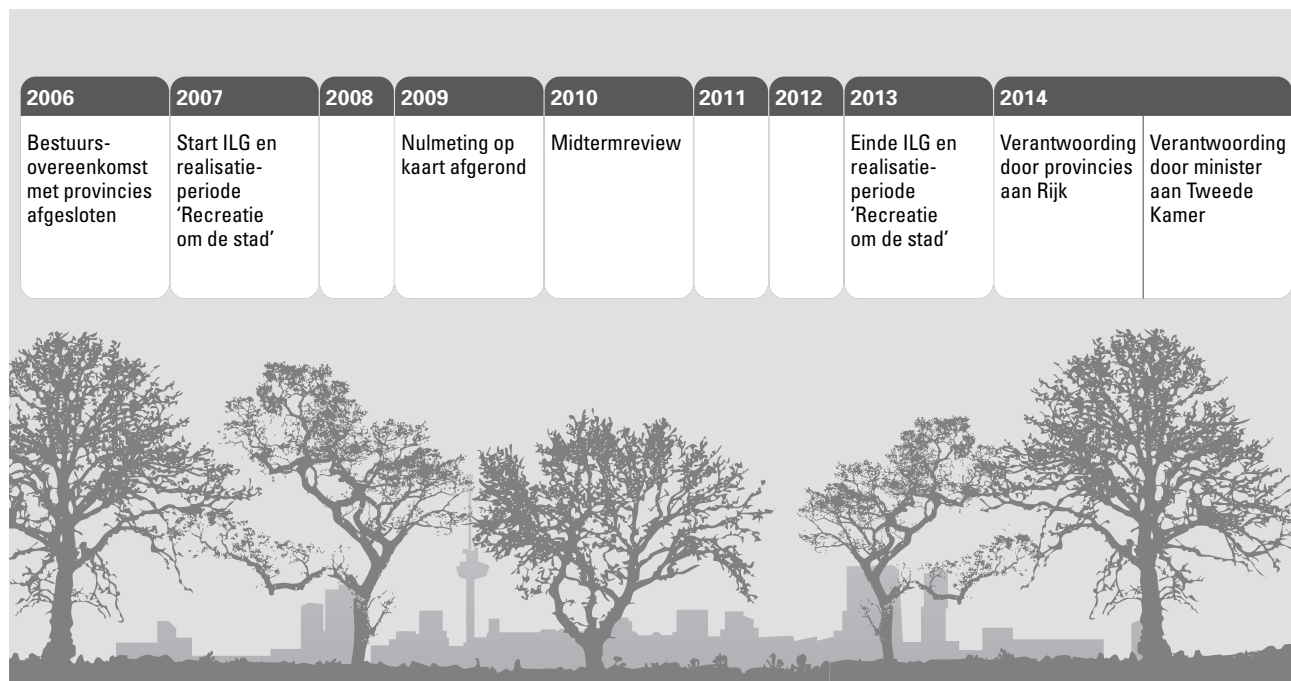 2006
Bestuurs-
overeenkomst
met provincies
afgesloten
2007
Start ILG en
realisatie-
periode
‘Recreatie
om de stad’
2008
2009
Nulmeting op
kaart afgerond
2010
Midtermreview
2011
2012
2013
Einde ILG en
realisatie-
periode
‘Recreatie
om de stad’
2014
Verantwoording
door provincies
aan Rijk
Verantwoording
door minister
aan Tweede
Kamer